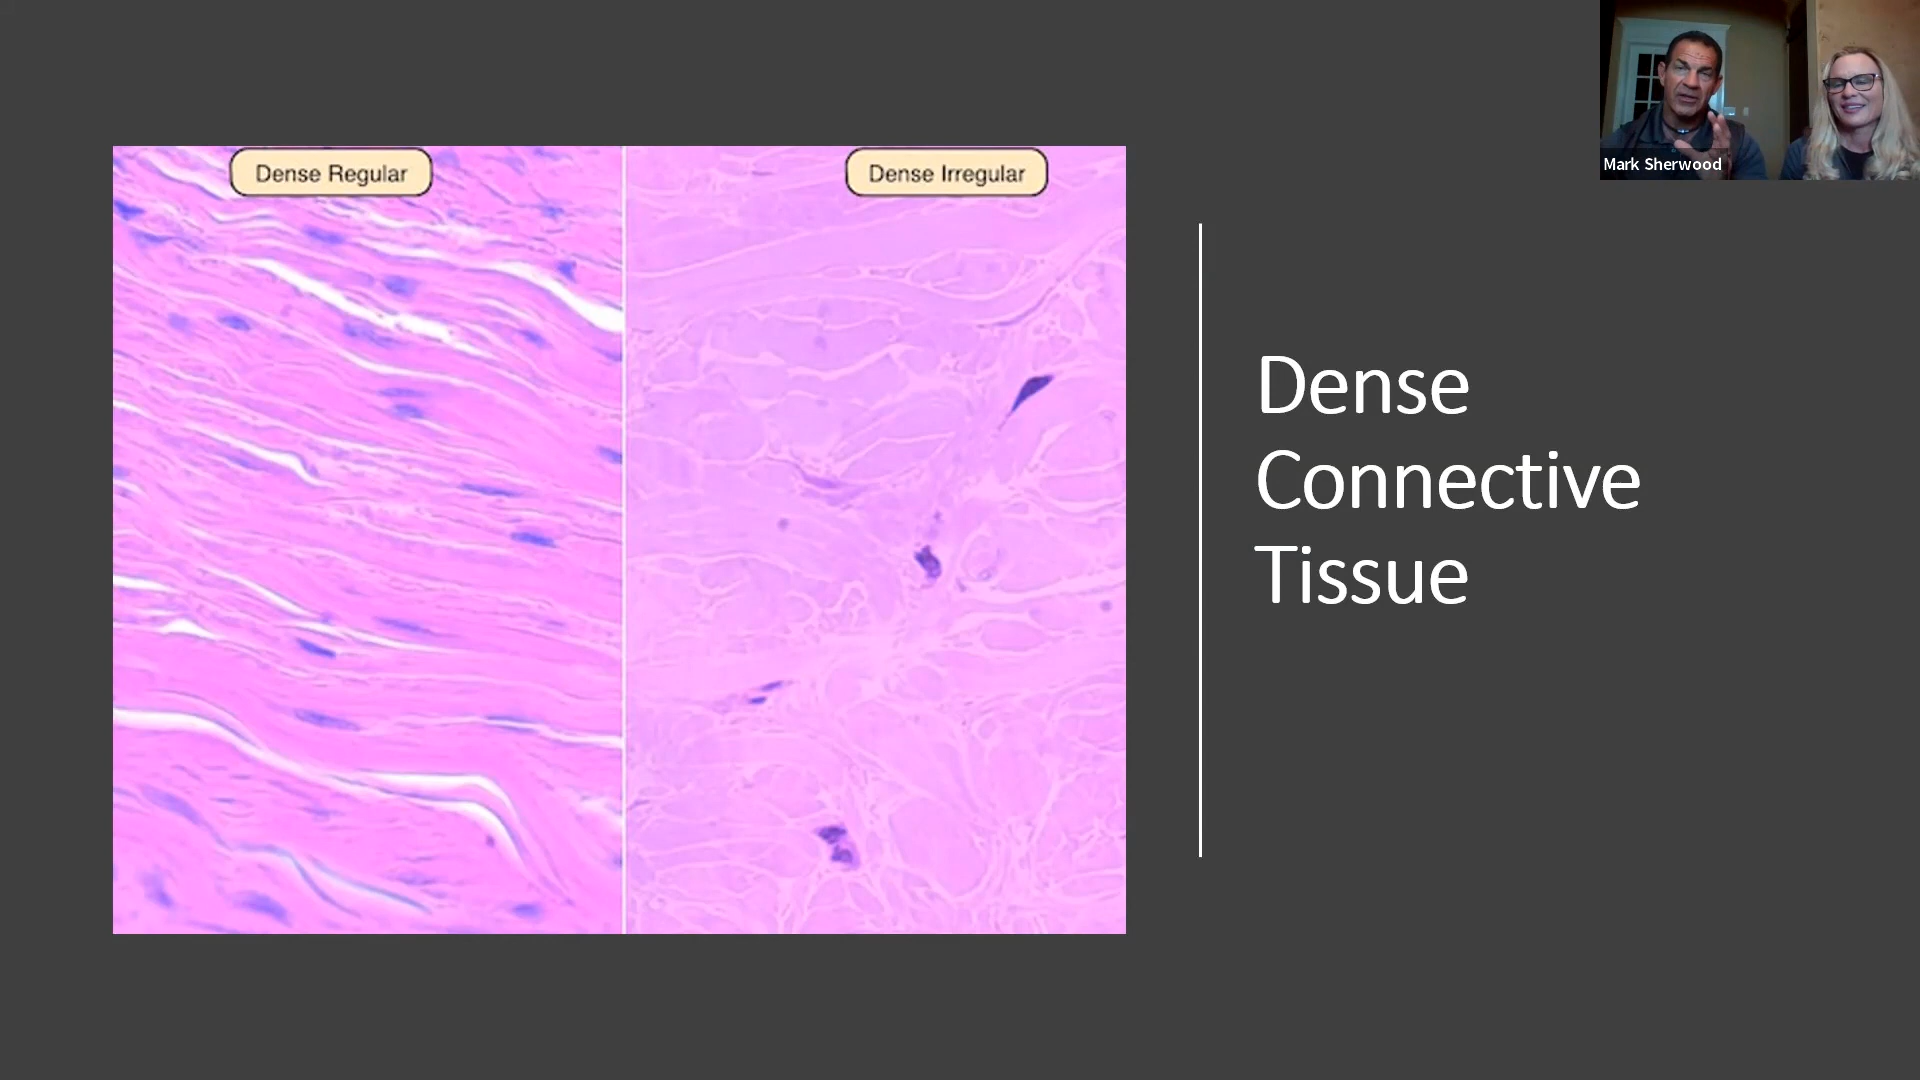 Dense Regular
Dense Irregular
Mark Sherwood
Dense
Connective
Tissue